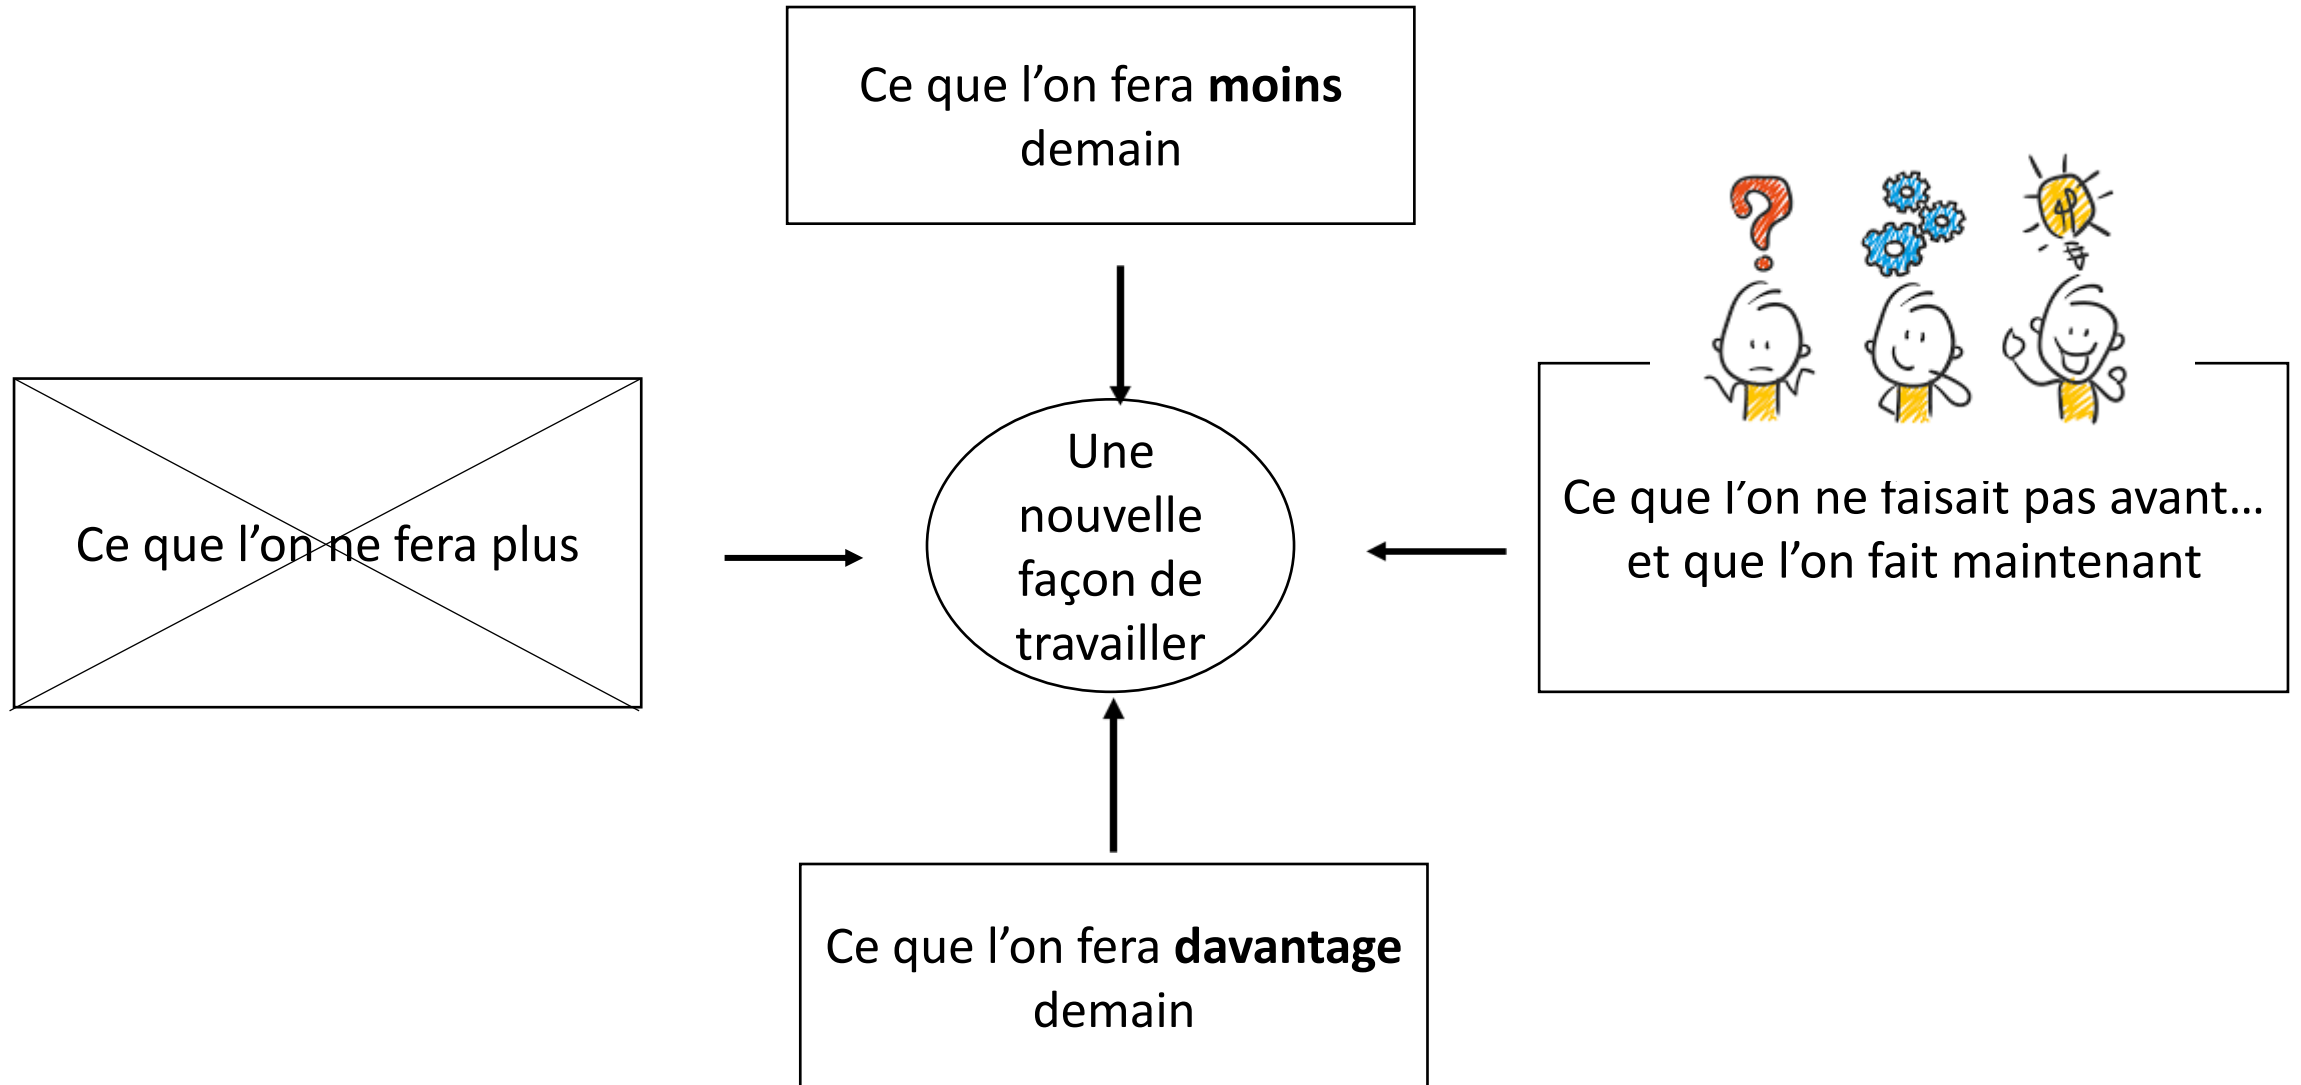 Ce que l’on fera moins
demain
Ce que l’on ne fera plus
Une
nouvelle
façon de
travailler
Ce que l’on ne faisait pas avant…
et que l’on fait maintenant
Ce que l’on fera davantage
demain